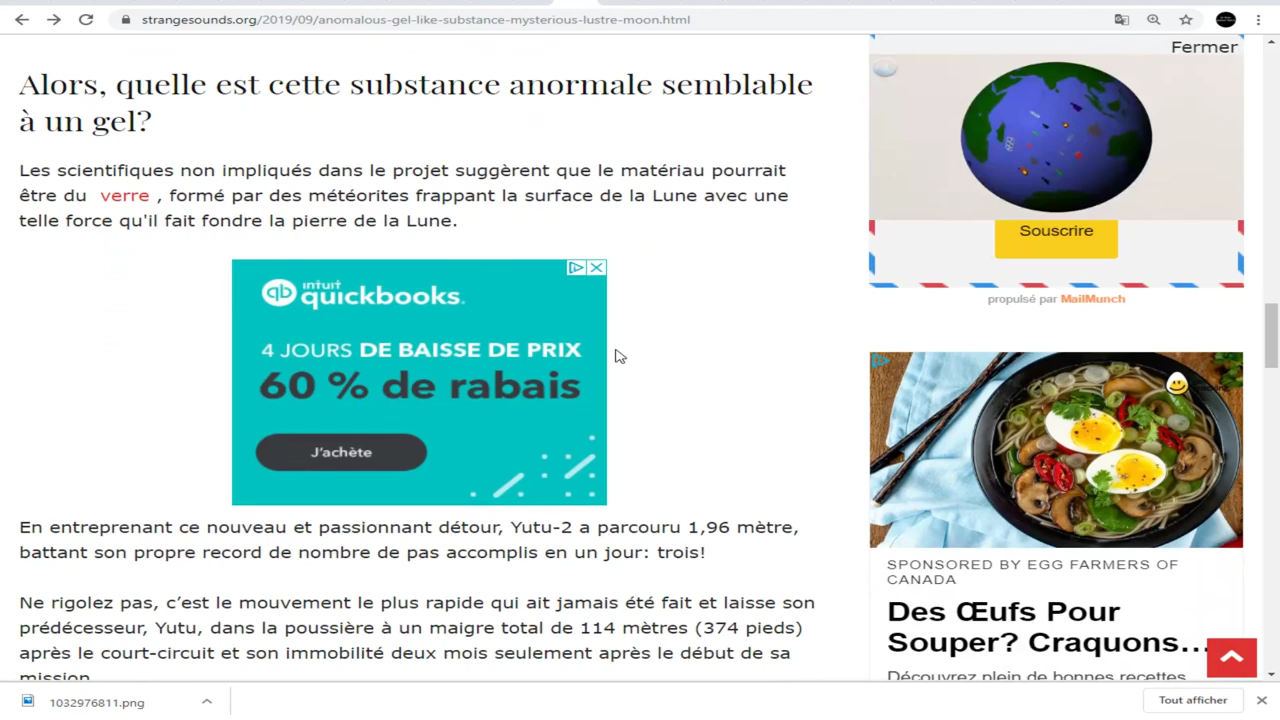 strangesounds.org/2019/09/anomalous-gel-like-substance-mysterious-lustre-moon.html
Alors, quelle est cette substance anormale semblable
à un gel?
Les scientifiques non impliqués dans le projet suggèrent que le matériau pourrait
être du verre , formé par des météorites frappant la surface de la Lune avec une
telle force qu'il fait fondre la pierre de la Lune.
intuit
quickbooks.
4 JOURS DE BAISSE DE PRIX
60 % de rabais
J'achète
En entreprenant ce nouveau et passionnant détour, Yutu-2 a parcouru 1,96 mètre,
battant son propre record de nombre de pas accomplis en un jour: trois!
Ne rigolez pas, c’est le mouvement le plus rapide qui ait jamais été fait et laisse son
prédécesseur, Yutu, dans la poussière à un maigre total de 114 mètres (374 pieds)
après le court-circuit et son immobilité deux mois seulement après le début de sa
mission
Fermer
Souscrire
propulsé par MailMunch
SPONSORED BY EGG FARMERS OF
CANADA
Des Œufs Pour
Souper? Craquons...
Découvrez plein de bonnes recettes
1032976811.png
Tout afficher